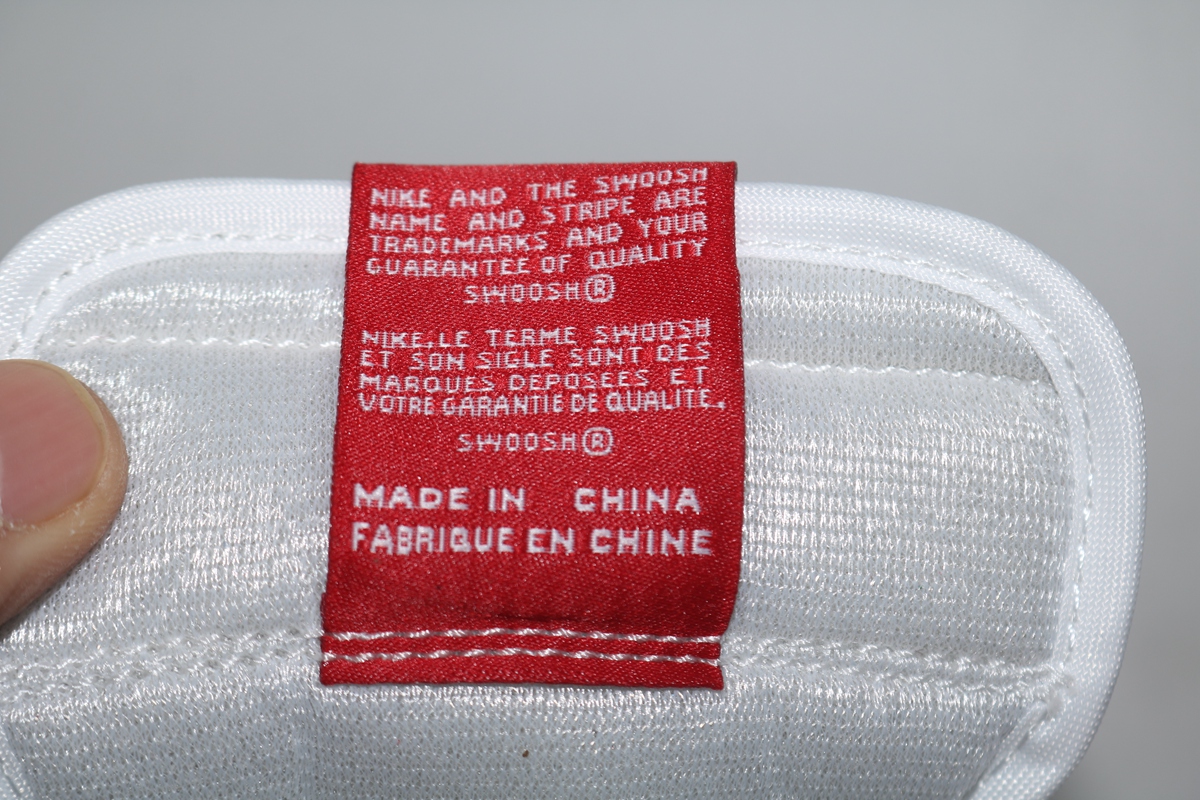 NIKE AND THE SWOOSH
NAME AND STRIPE ARE
TRADEMARKS AND YOUR
GUARANTEE OF QUALITY
SWOOSH®
NIKE, LE TERME SWOOSH
ET SON SIGLE SONT DES
MARQUES DEPOSEES ET
VOTRE GARANTIE DE QUALITE.
SWOOSH®
MADE IN CHINA
FABRIQUE EN CHINE